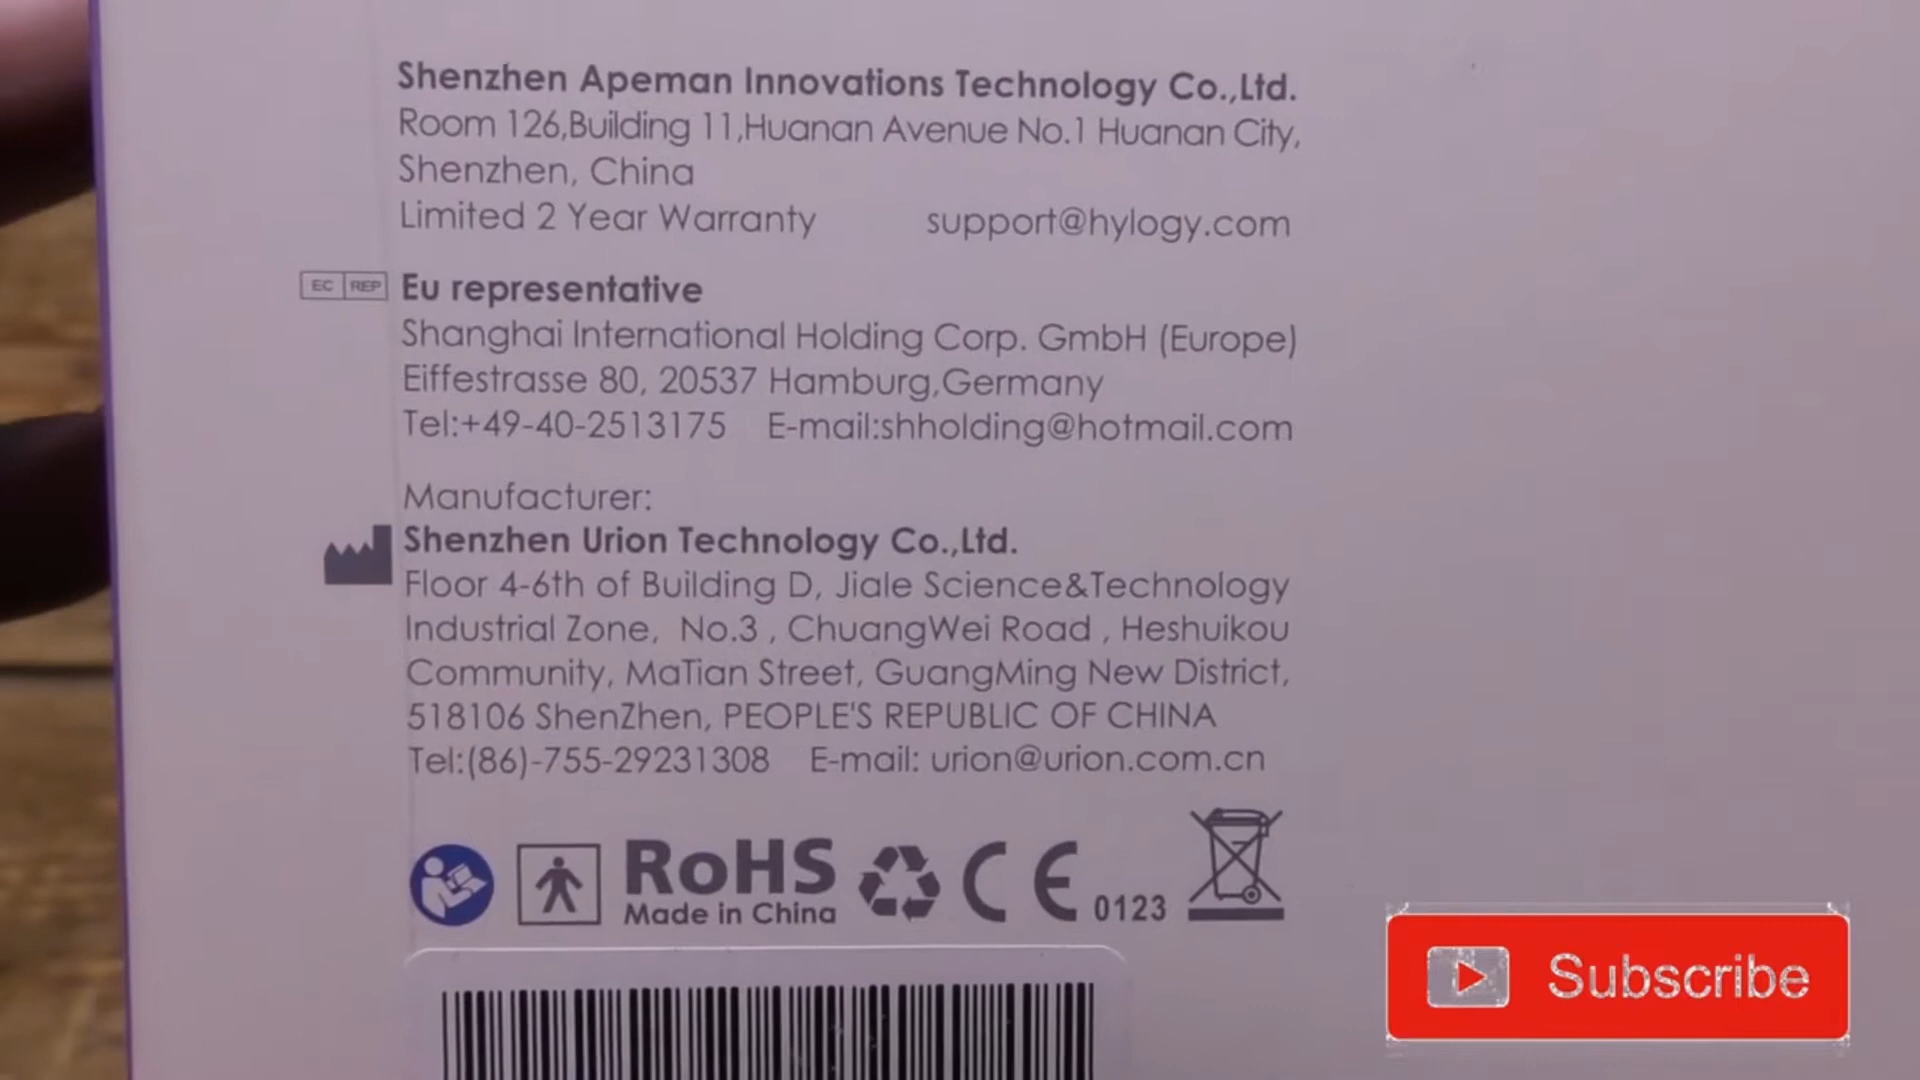 Shenzhen Apeman Innovations Technology Co.,Ltd.
Room 126,Building 11,Huanan Avenue No.1 Huanan City,
Shenzhen, China
Limited 2 Year Warranty support@hylogy.com
EC REP Eu representative
Shanghai International Holding Corp. GmbH (Europe)
Eiffestrasse 80, 20537 Hamburg,Germany
Tel:+49-40-2513175 E-mail:shholding@hotmail.com
Manufacturer:
Shenzhen Urion Technology Co.,Ltd.
Floor 4-6th of Building D, Jiale Science&Technology
Industrial Zone, No.3 , ChuangWei Road , Heshuikou
Community, MaTian Street, GuangMing New District,
518106 ShenZhen, PEOPLE'S REPUBLIC OF CHINA
Tel:(86)-755-29231308 E-mail: urion@urion.com.cn
RoHS
Made in China
CE 0123
Subscribe